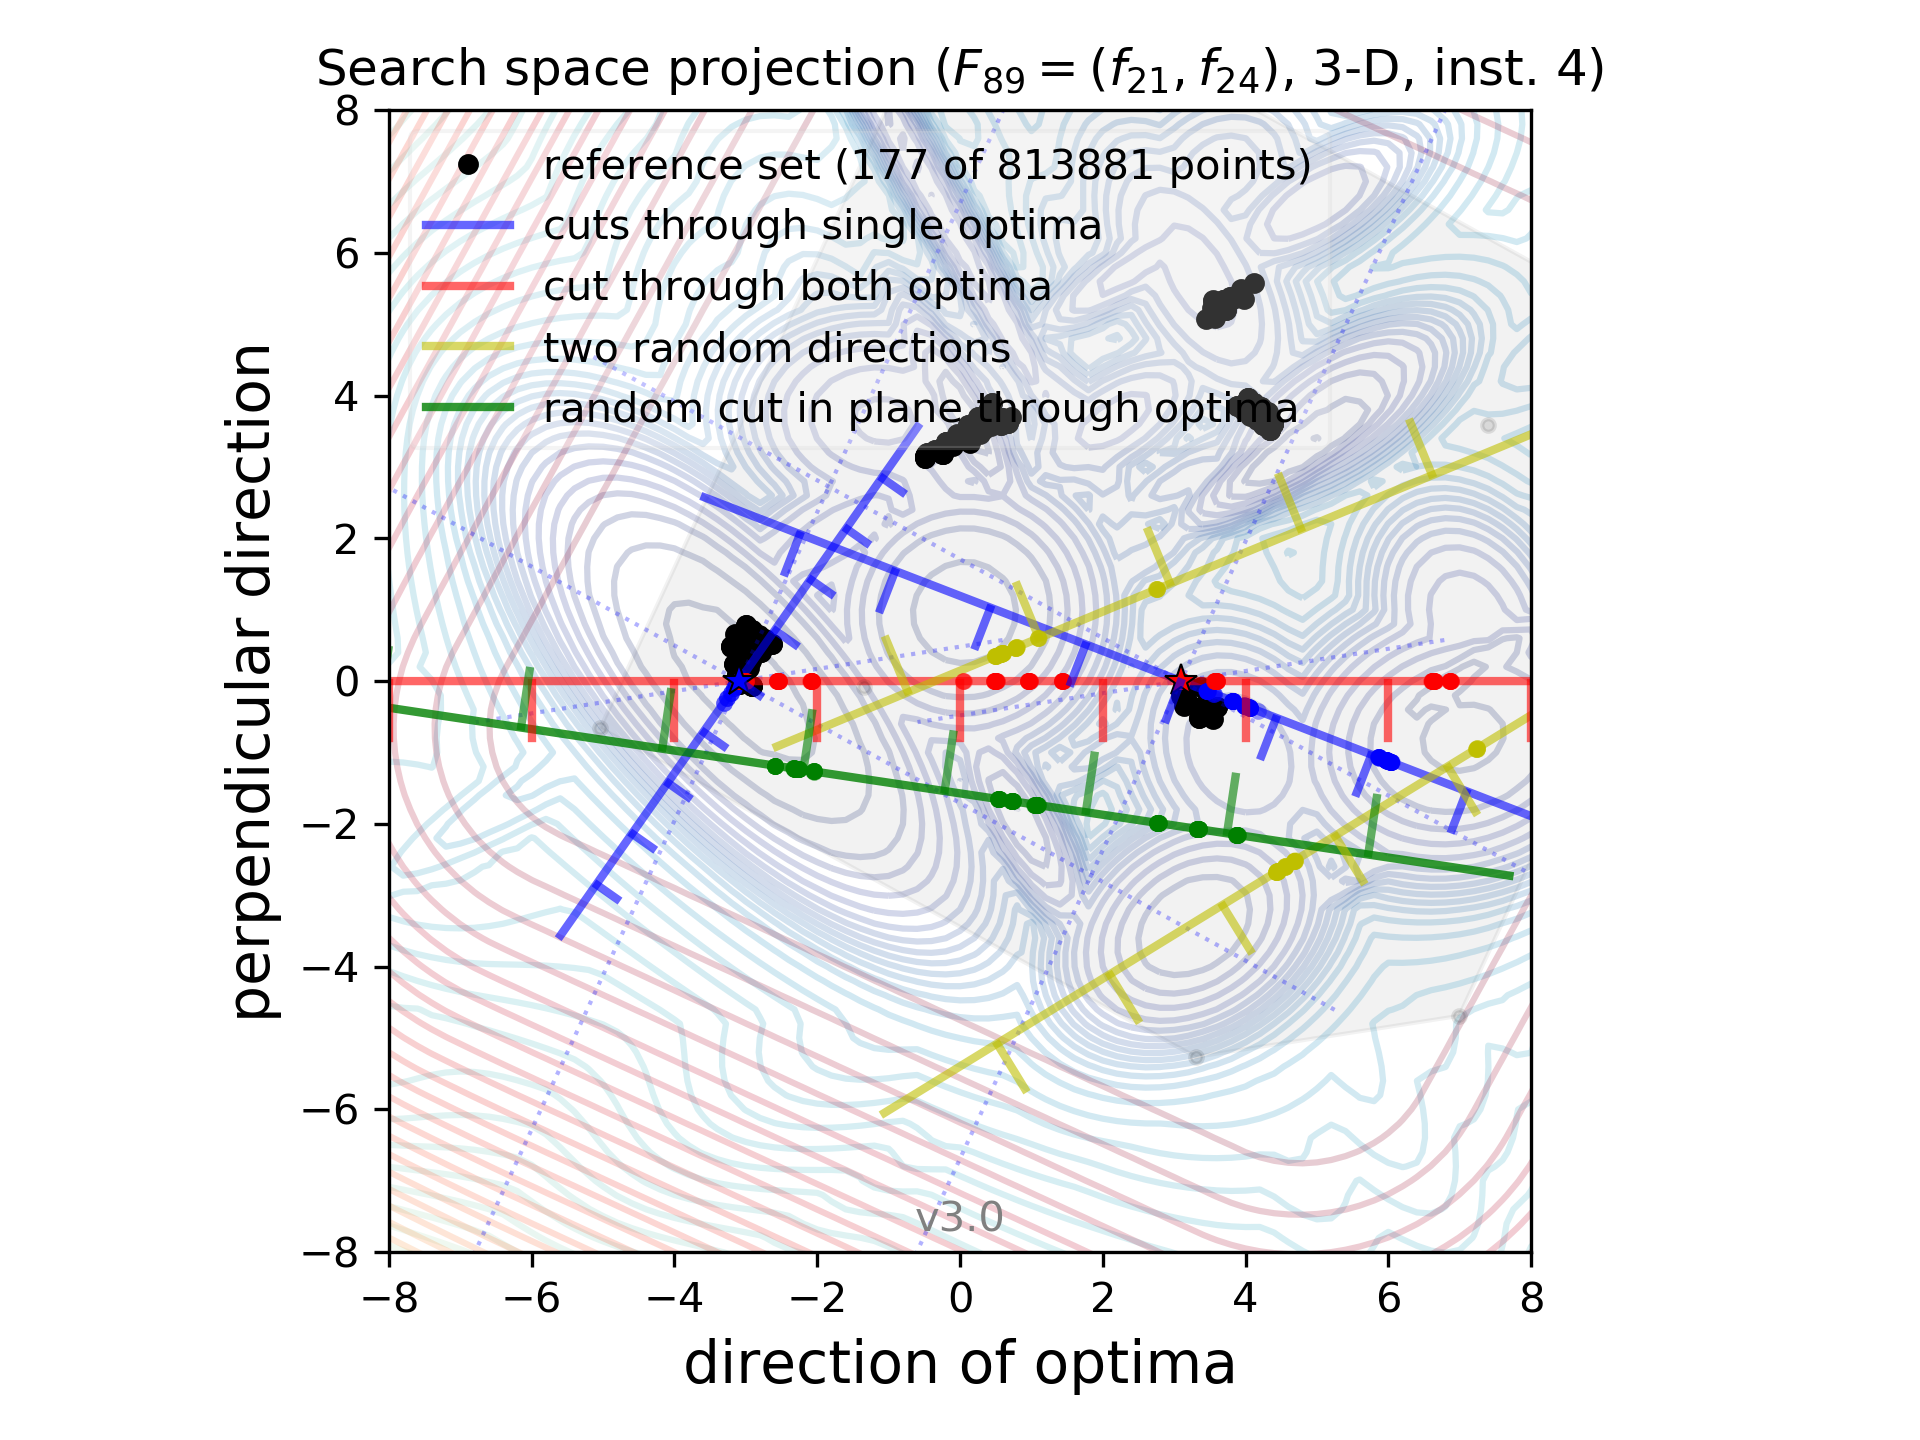 Search space projection (F89 = (f21, f24), 3-D, inst. 4)
8
reference set (177 of 813881 points)
cuts through single optima
6
cut through both optima
two random directions
4
random cut in plane through optima
2
perpendicular direction
0
−2
−4
−6
v3.0
−8
−8 −6 −4 −2 0 2 4 6 8
direction of optima